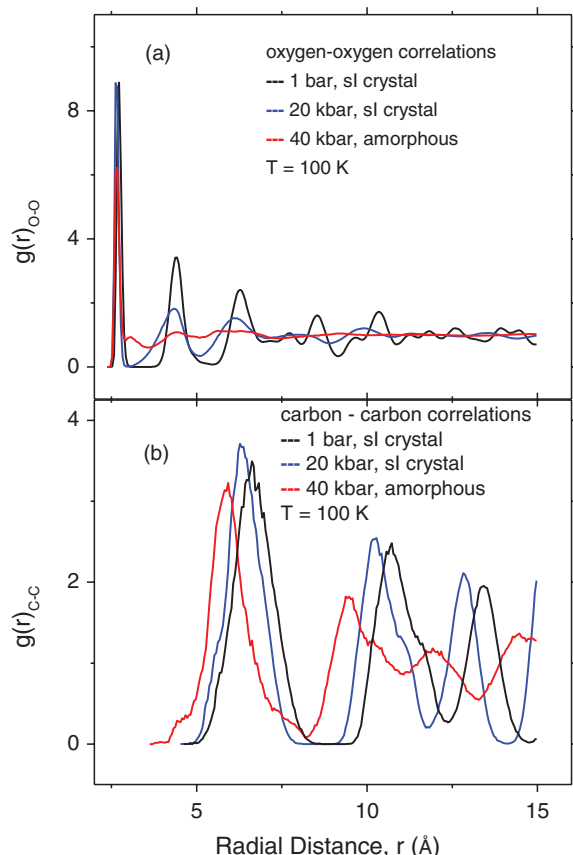 (a)
oxygen-oxygen correlations
1 bar, sI crystal
20 kbar, sI crystal
40 kbar, amorphous
T = 100 K
8
4
0
g(r)O-O
(b)
carbon - carbon correlations
1 bar, sI crystal
20 kbar, sI crystal
40 kbar, amorphous
T = 100 K
4
2
0
g(r)C-C
5 10 15
Radial Distance, r (Å)